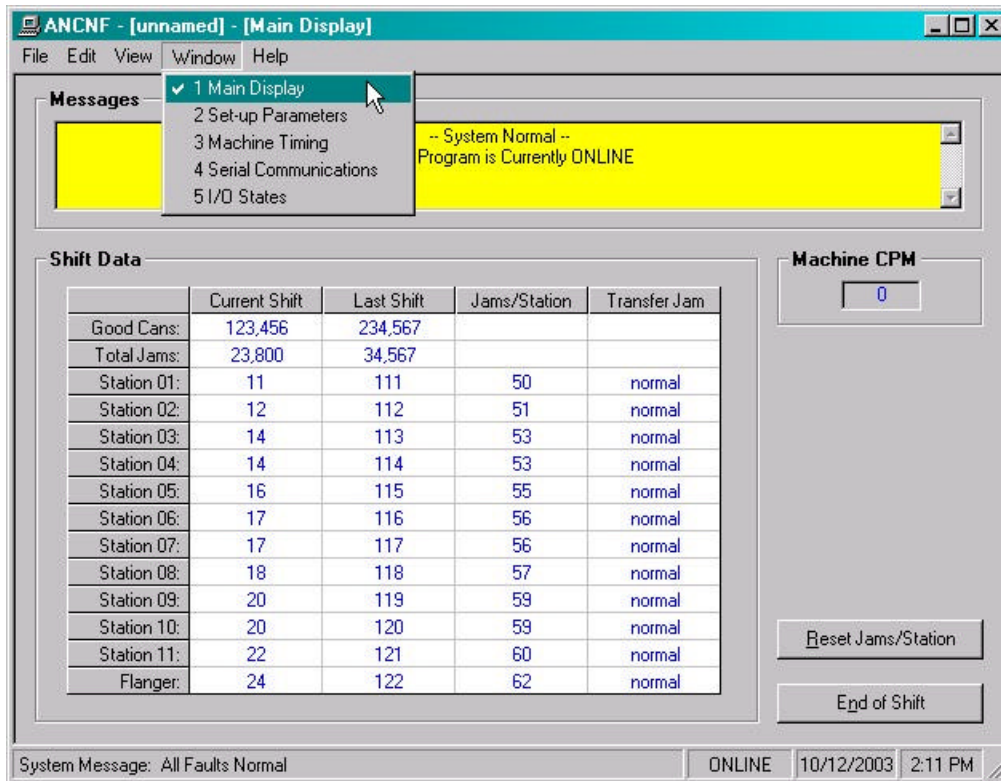 ANCNF - [unnamed] - [Main Display]
File Edit View Window Help
1 Main Display
2 Set-up Parameters
3 Machine Timing
4 Serial Communications
5 I/O States
Messages
-- System Normal --
Program is Currently ONLINE
Shift Data
Current Shift Last Shift Jams/Station Transfer Jam
Good Cans: 123,456 234,567
Total Jams: 23,800 34,567
Station 01: 11 111 50 normal
Station 02: 12 112 51 normal
Station 03: 14 113 53 normal
Station 04: 14 114 53 normal
Station 05: 16 115 55 normal
Station 06: 17 116 56 normal
Station 07: 17 117 56 normal
Station 08: 18 118 57 normal
Station 09: 20 119 59 normal
Station 10: 20 120 59 normal
Station 11: 22 121 60 normal
Flanger: 24 122 62 normal
Machine CPM
0
Reset Jams/Station
End of Shift
System Message: All Faults Normal ONLINE 10/12/2003 2:11 PM